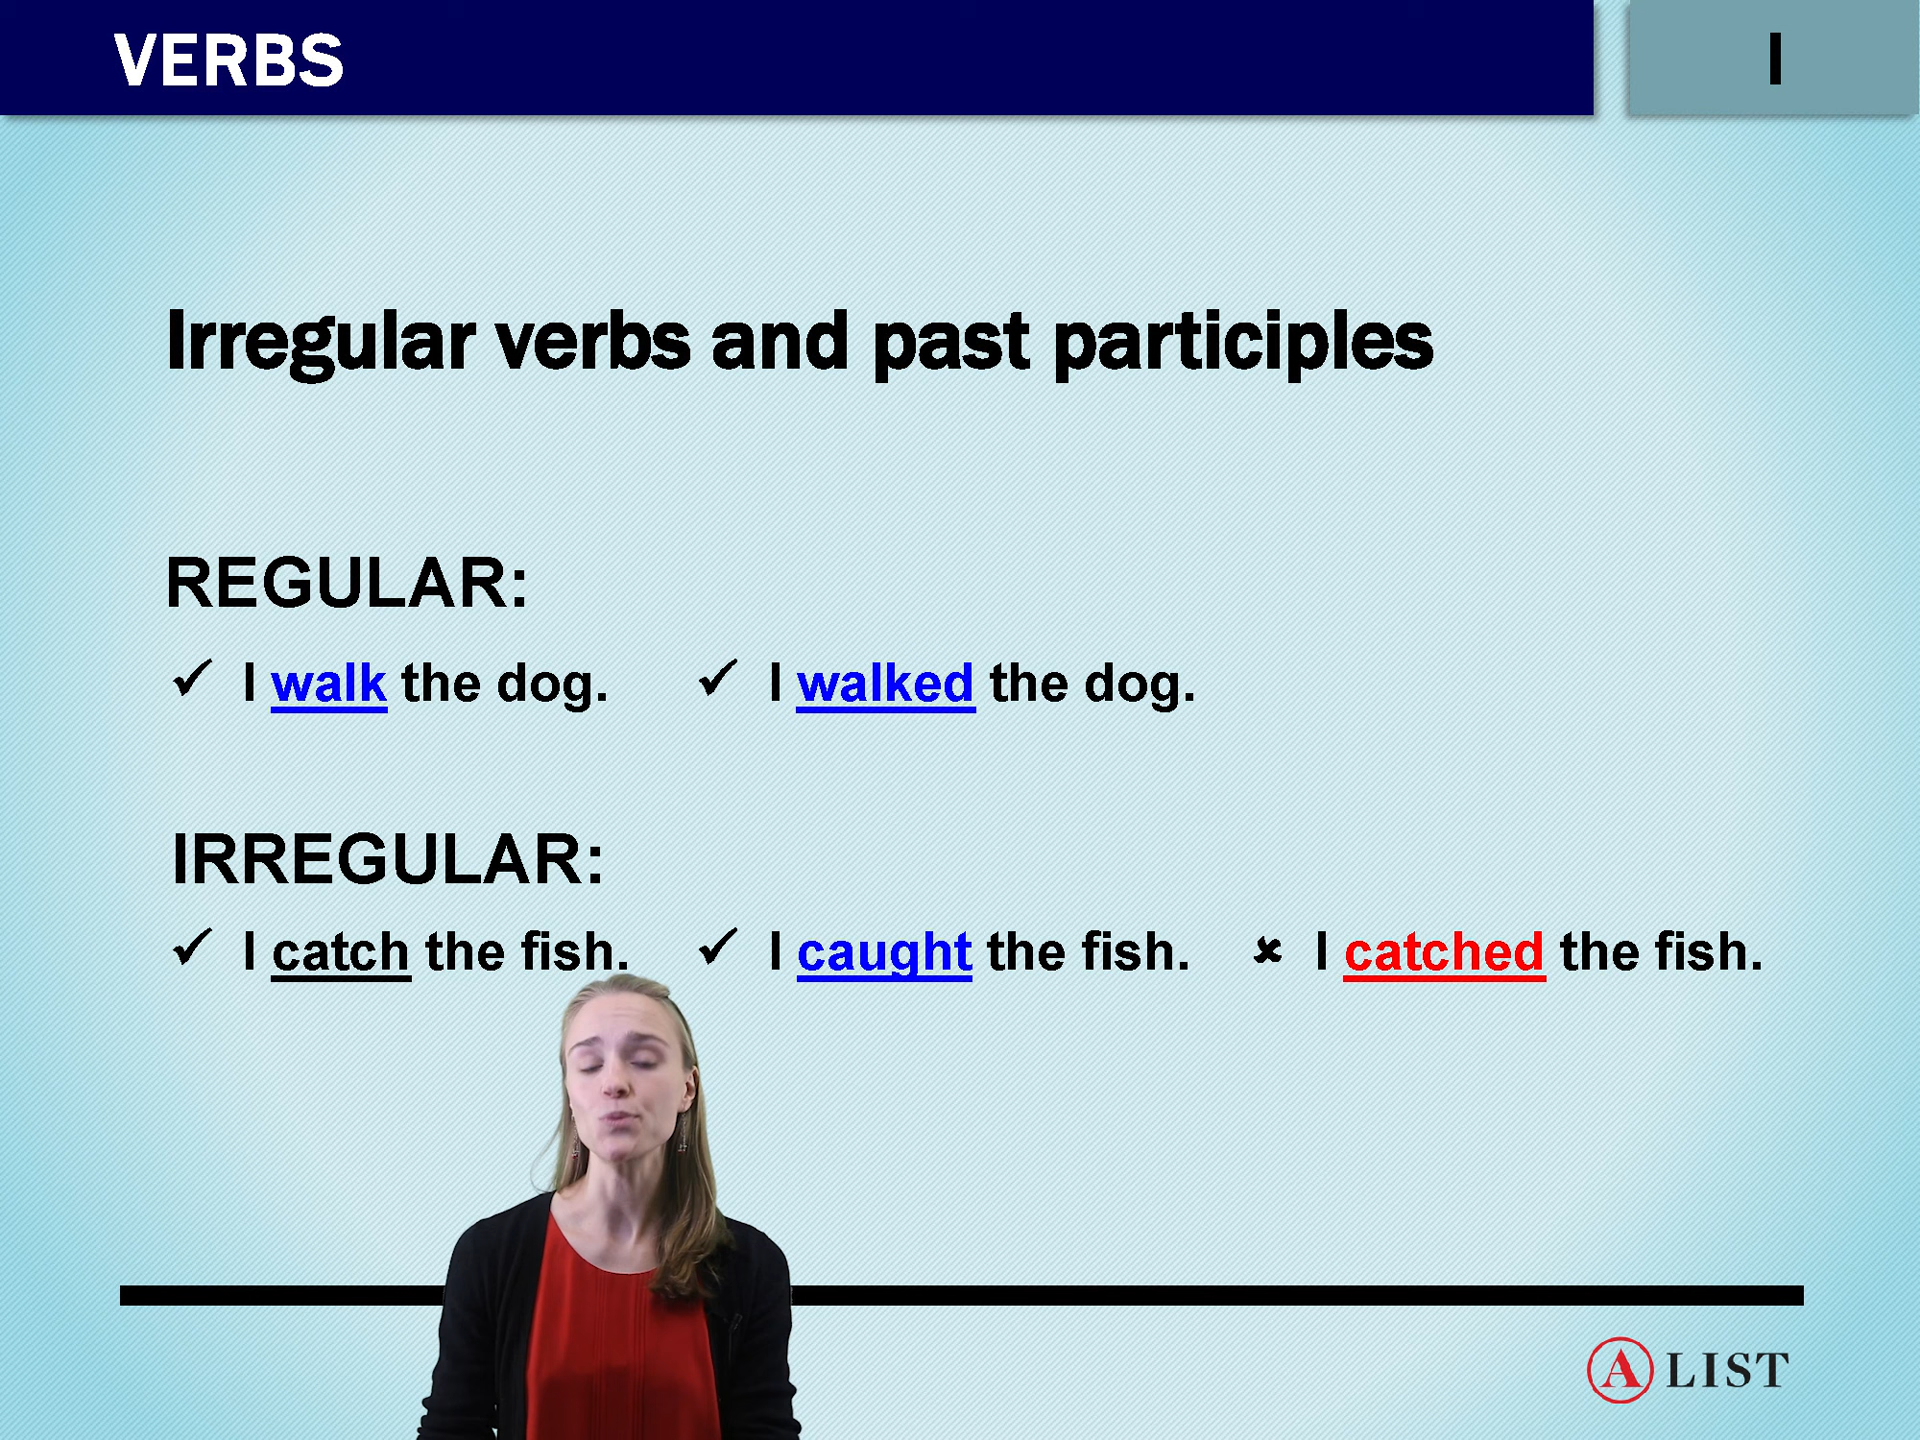 VERBS
I
Irregular verbs and past participles
REGULAR:
✓ I walk the dog. ✓ I walked the dog.
IRREGULAR:
✓ I catch the fish. ✓ I caught the fish. ✗ I catched the fish.
A LIST